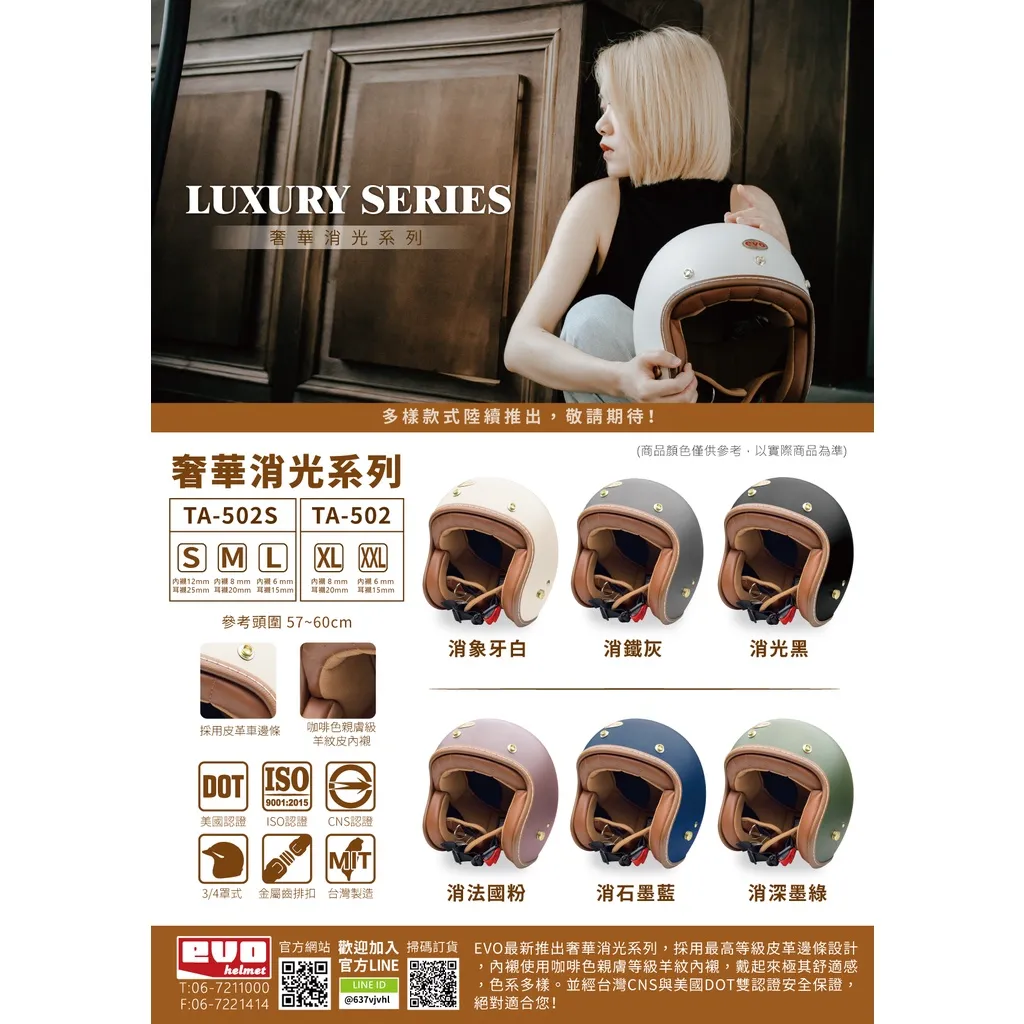 LUXURY SERIES
奢華消光系列
evo
多樣款式陸續推出，敬請期待！
(商品顏色僅供參考，以實際商品為準)
奢華消光系列
TA-502S
S M L
內襯12mm 內襯 8 mm 內襯 6 mm
耳襯25mm 耳襯20mm 耳襯15mm
TA-502
XL XXL
內襯 8 mm 內襯 6 mm
耳襯20mm 耳襯15mm
參考頭圍 57~60cm
採用皮革車邊條
咖啡色親膚級
羊紋皮內襯
DOT
美國認證
ISO
9001:2015
ISO認證
CNS認證
3/4罩式
金屬齒排扣
MIT
台灣製造
消象牙白
消鐵灰
消光黑
消法國粉
消石墨藍
消深墨綠
evo
helmet
T:06-7211000
F:06-7221414
官方網站
歡迎加入
官方LINE
LINE ID
@637vjvhl
掃碼訂貨
EVO最新推出奢華消光系列，採用最高等級皮革邊條設計
，內襯使用咖啡色親膚等級羊紋內襯，戴起來極其舒適感
，色系多樣。並經台灣CNS與美國DOT雙認證安全保證，
絕對適合您！